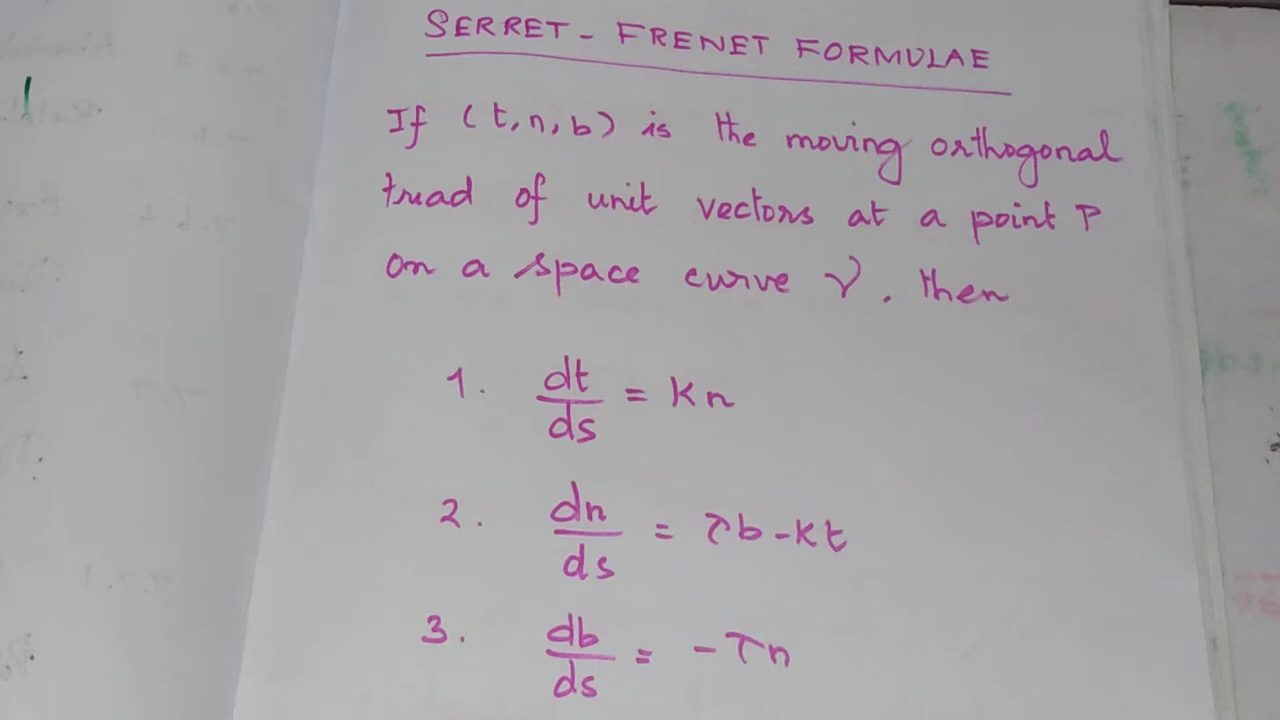 SERRET - FRENET FORMULAE
If (t, n, b) is the moving orthogonal
triad of unit vectors at a point P
on a space curve γ. then
1. dt/ds = Kn
2. dn/ds = τb - Kt
3. db/ds = -τn